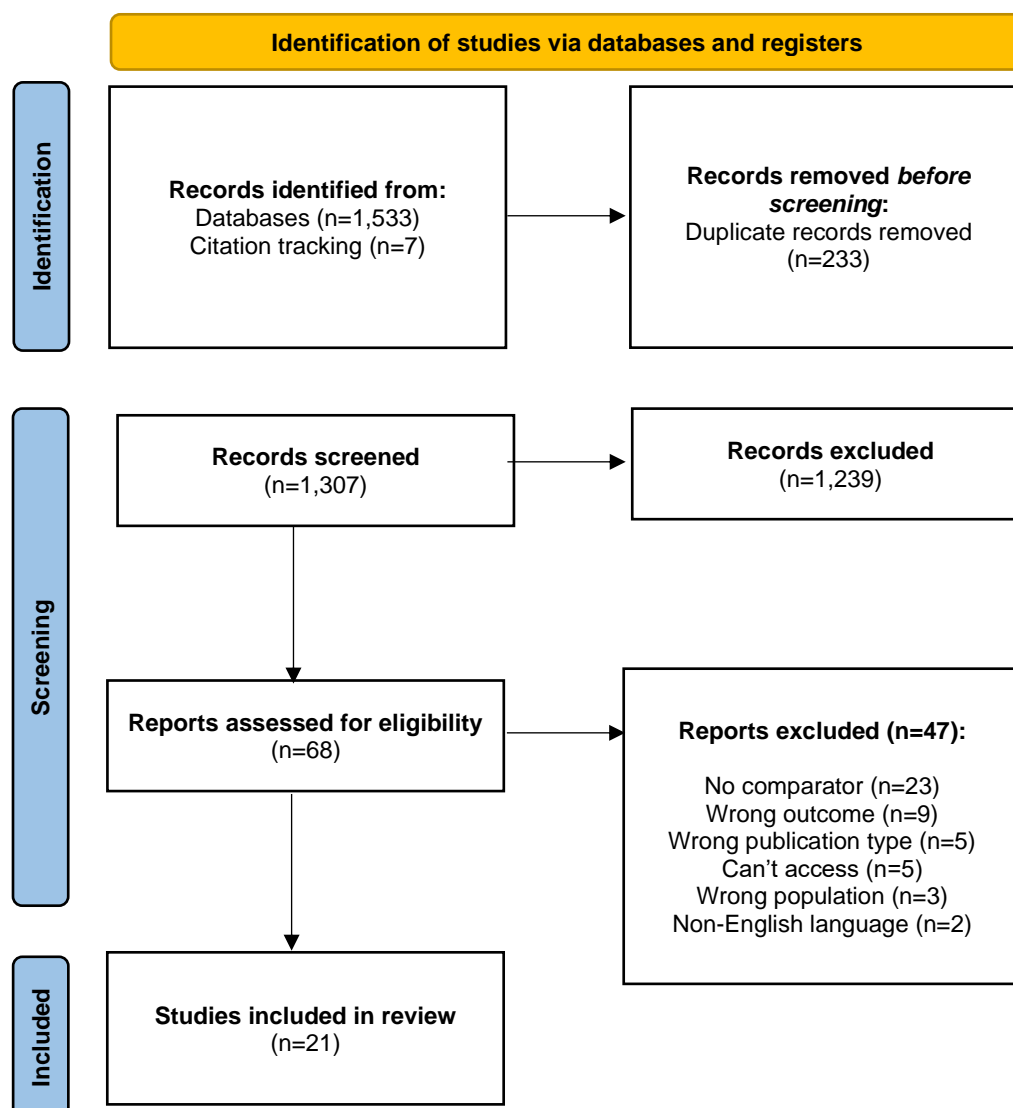 Identification of studies via databases and registers
Identification
Records identified from:
Databases (n=1,533)
Citation tracking (n=7)
Records removed before
screening:
Duplicate records removed
(n=233)
Screening
Records screened
(n=1,307)
Records excluded
(n=1,239)
Reports assessed for eligibility
(n=68)
Reports excluded (n=47):
No comparator (n=23)
Wrong outcome (n=9)
Wrong publication type (n=5)
Can’t access (n=5)
Wrong population (n=3)
Non-English language (n=2)
Included
Studies included in review
(n=21)